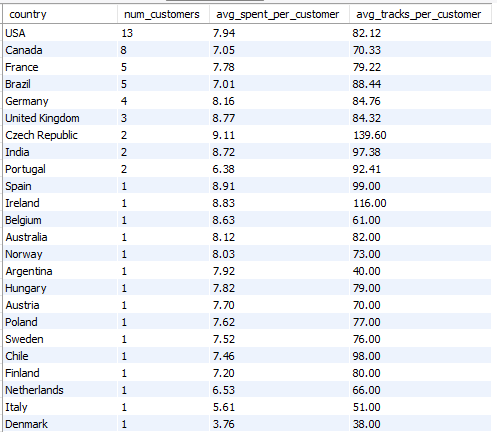 country num_customers avg_spent_per_customer avg_tracks_per_customer
USA 13 7.94 82.12
Canada 8 7.05 70.33
France 5 7.78 79.22
Brazil 5 7.01 88.44
Germany 4 8.16 84.76
United Kingdom 3 8.77 84.32
Czech Republic 2 9.11 139.60
India 2 8.72 97.38
Portugal 2 6.38 92.41
Spain 1 8.91 99.00
Ireland 1 8.83 116.00
Belgium 1 8.63 61.00
Australia 1 8.12 82.00
Norway 1 8.03 73.00
Argentina 1 7.92 40.00
Hungary 1 7.82 79.00
Austria 1 7.70 70.00
Poland 1 7.62 77.00
Sweden 1 7.52 76.00
Chile 1 7.46 98.00
Finland 1 7.20 80.00
Netherlands 1 6.53 66.00
Italy 1 5.61 51.00
Denmark 1 3.76 38.00